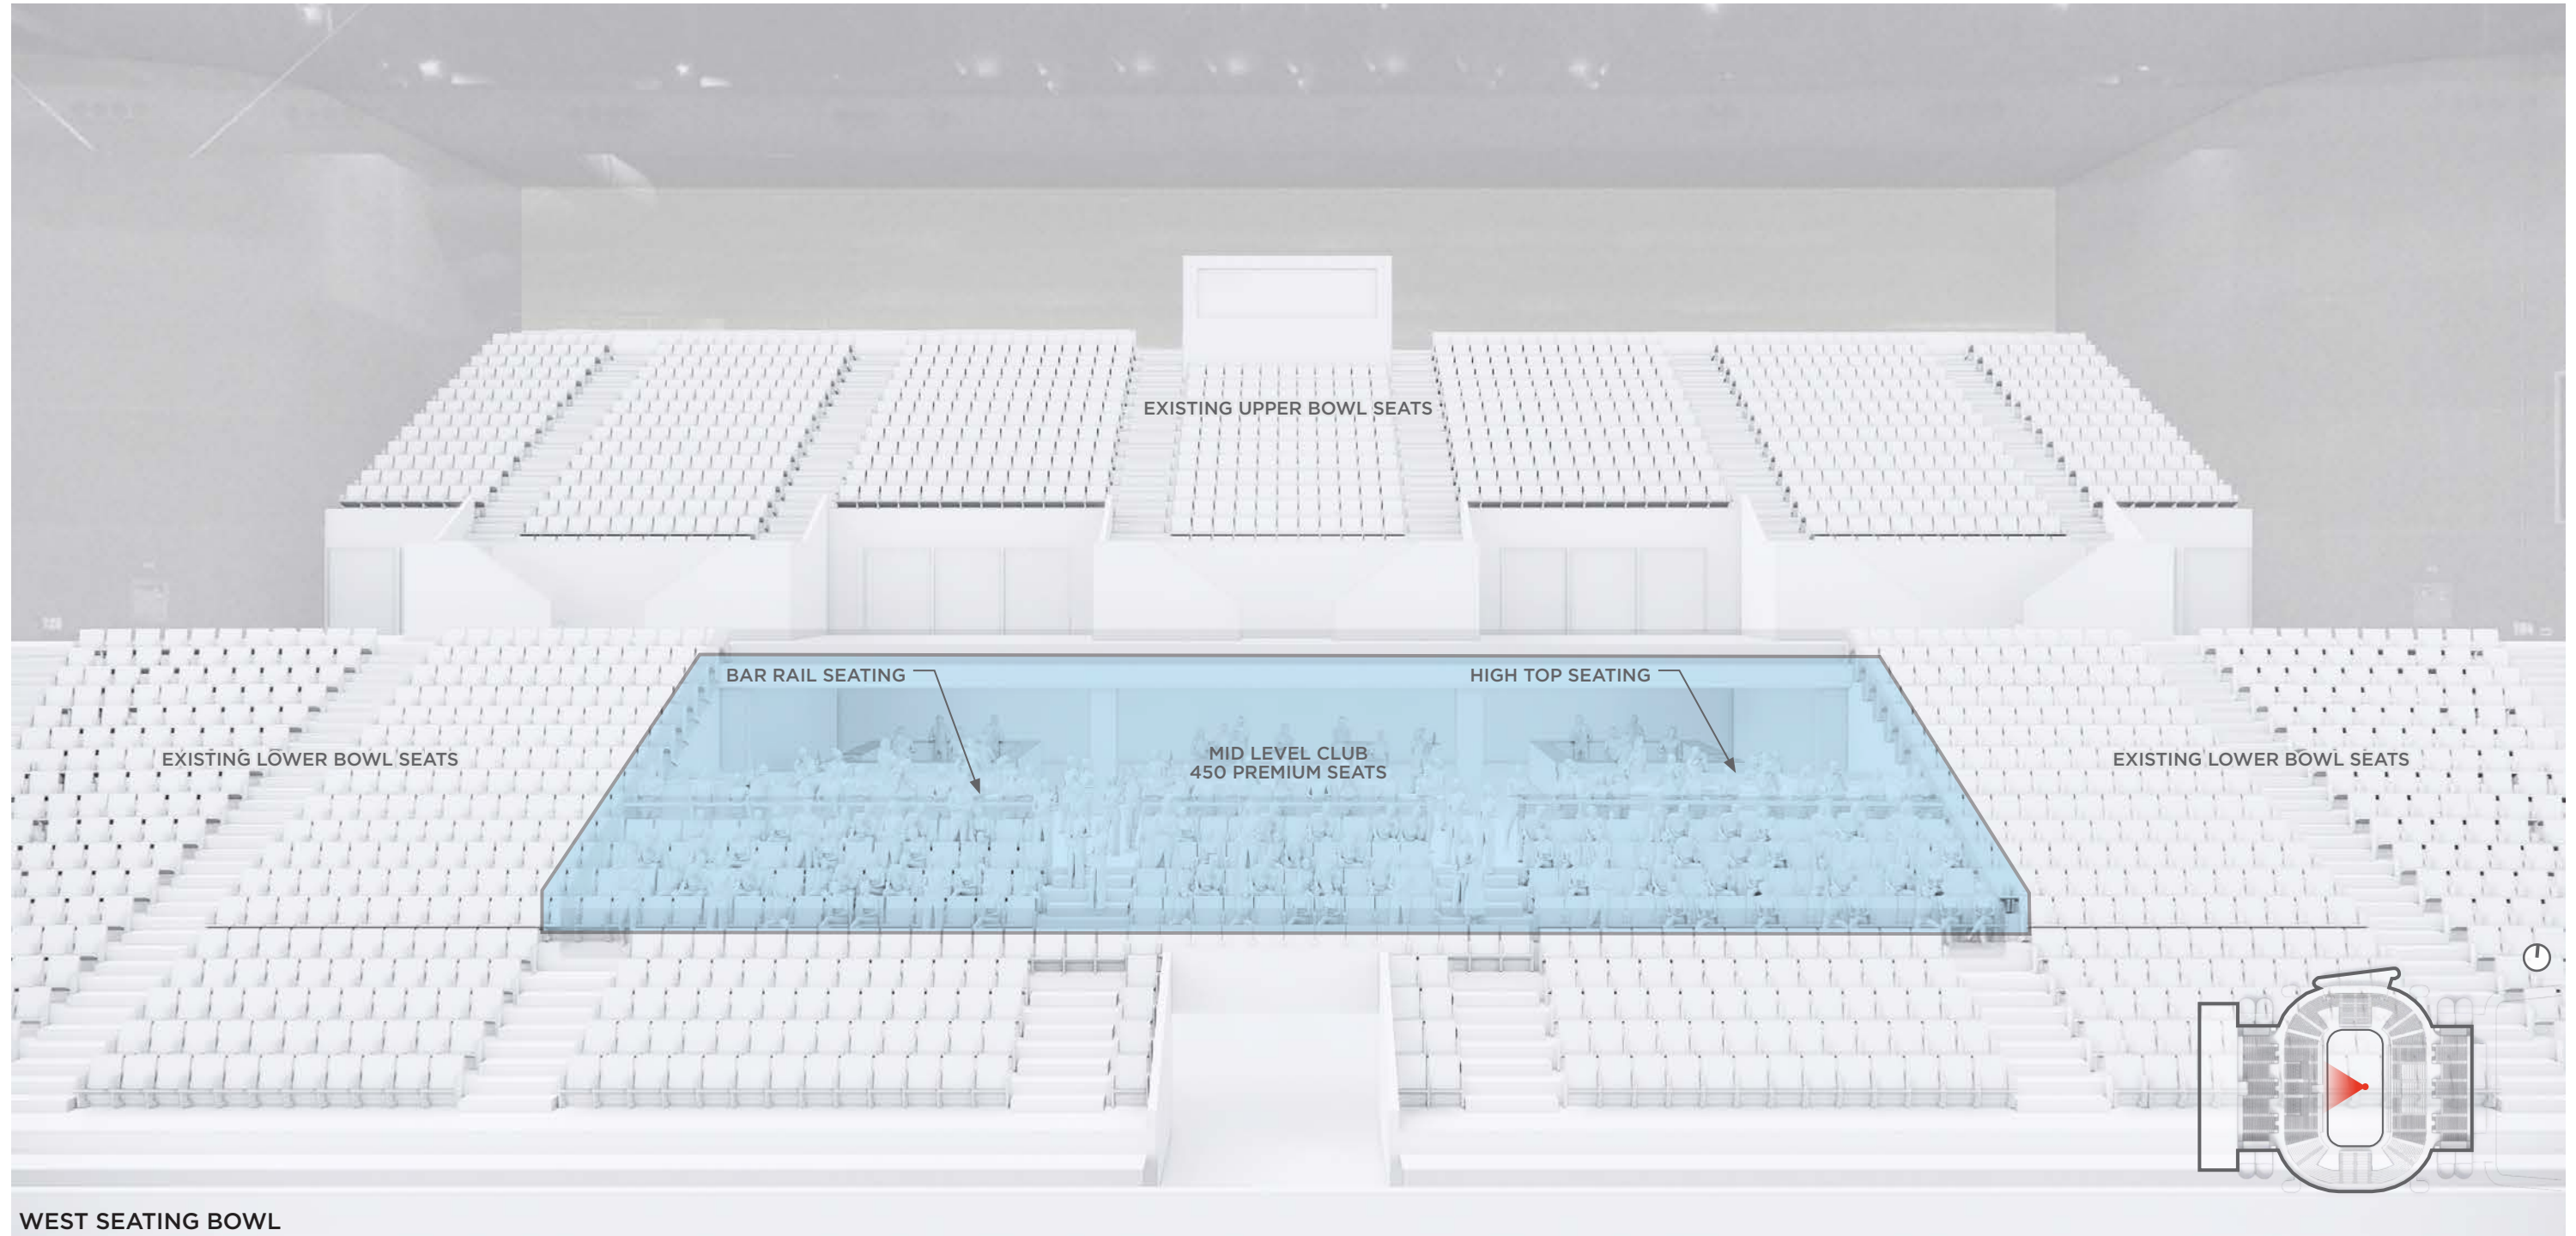 EXISTING UPPER BOWL SEATS
BAR RAIL SEATING
HIGH TOP SEATING
EXISTING LOWER BOWL SEATS
MID LEVEL CLUB
450 PREMIUM SEATS
EXISTING LOWER BOWL SEATS
WEST SEATING BOWL